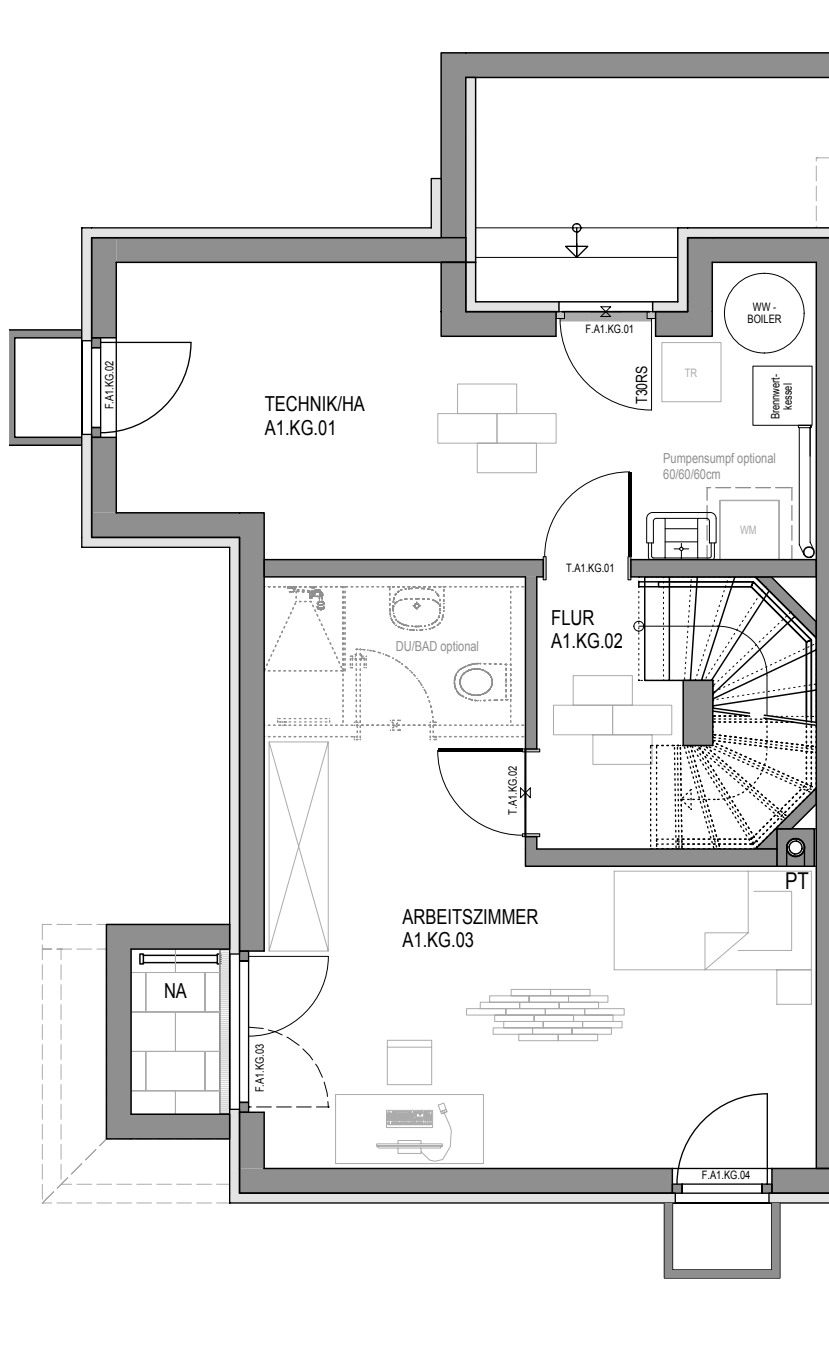 WW -
BOILER
F.A1.KG.01
TR
T30RS
F.A1.KG.02
Brennwert-
kessel
TECHNIK/HA
A1.KG.01
Pumpensumpf optional
60/60/60cm
WM
T.A1.KG.01
FLUR
A1.KG.02
DU/BAD optional
T.A1.KG.02
PT
ARBEITSZIMMER
A1.KG.03
NA
F.A1.KG.03
F.A1.KG.04